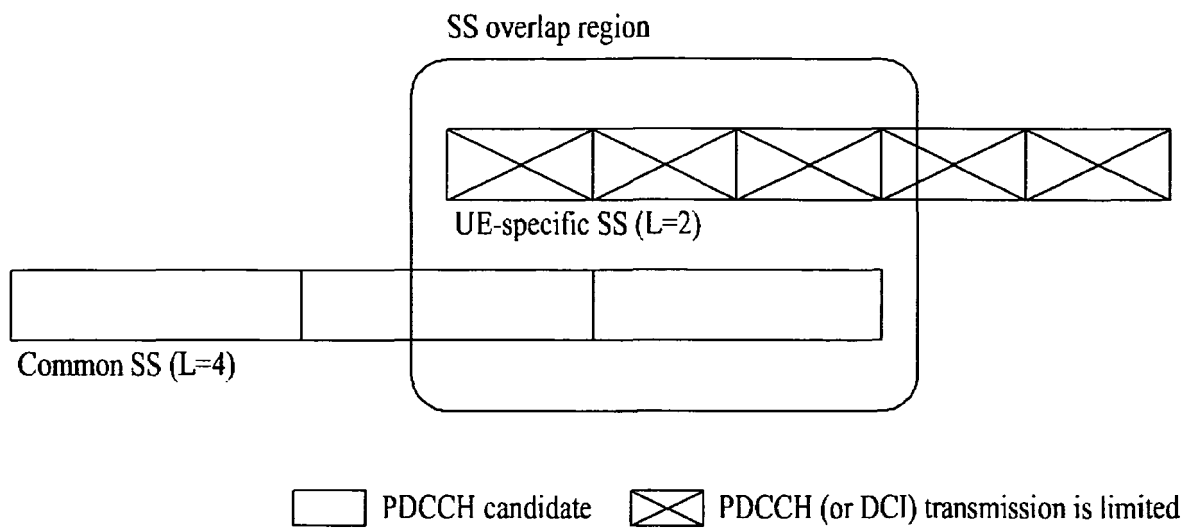 SS overlap region
UE-specific SS (L=2)
Common SS (L=4)
PDCCH candidate
PDCCH (or DCI) transmission is limited